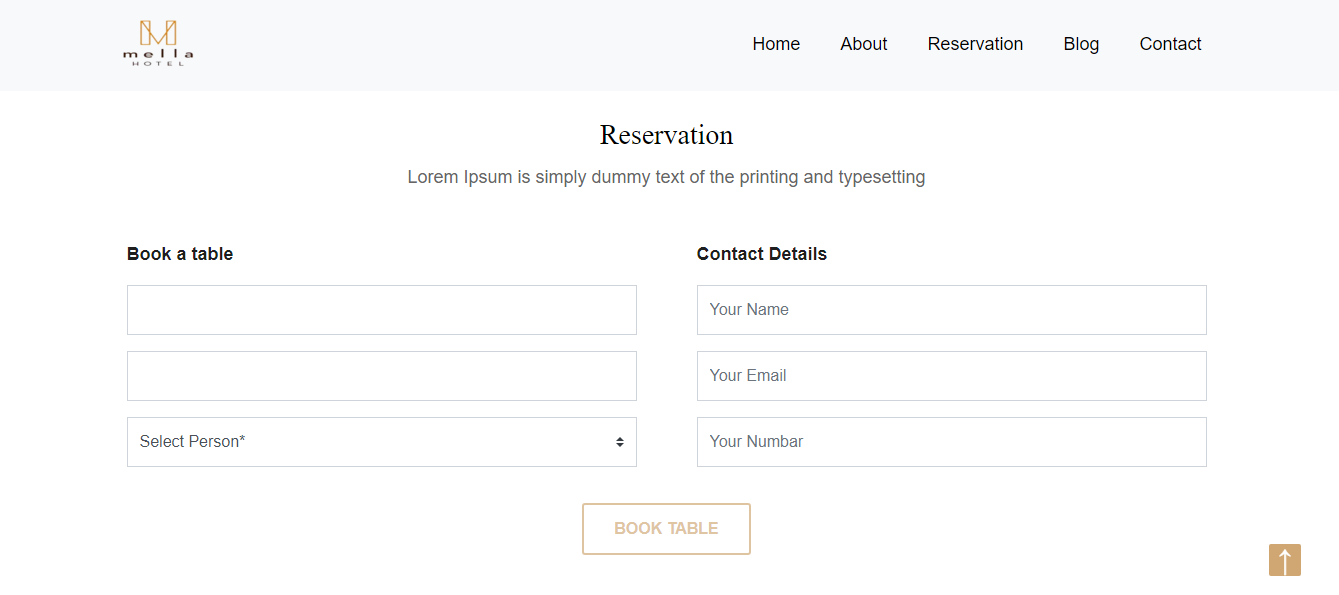 M
mella
HOTEL
Home About Reservation Blog Contact
Reservation
Lorem Ipsum is simply dummy text of the printing and typesetting
Book a table
Select Person*
Contact Details
Your Name
Your Email
Your Numbar
BOOK TABLE